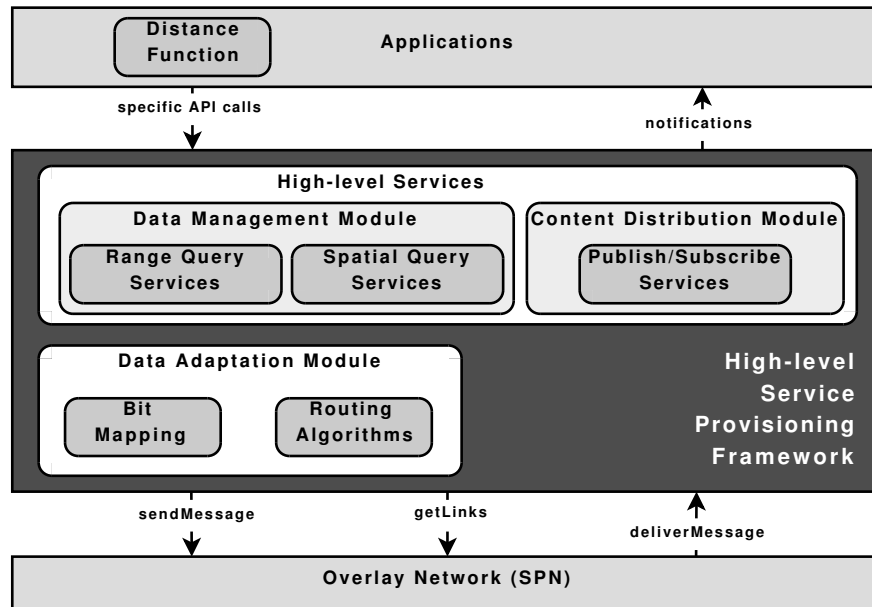 Distance
Function
Applications
specific API calls
notifications
High-level Services
Data Management Module
Content Distribution Module
Range Query
Services
Spatial Query
Services
Publish/Subscribe
Services
Data Adaptation Module
Bit
Mapping
Routing
Algorithms
High-level
Service
Provisioning
Framework
sendMessage
getLinks
deliverMessage
Overlay Network (SPN)